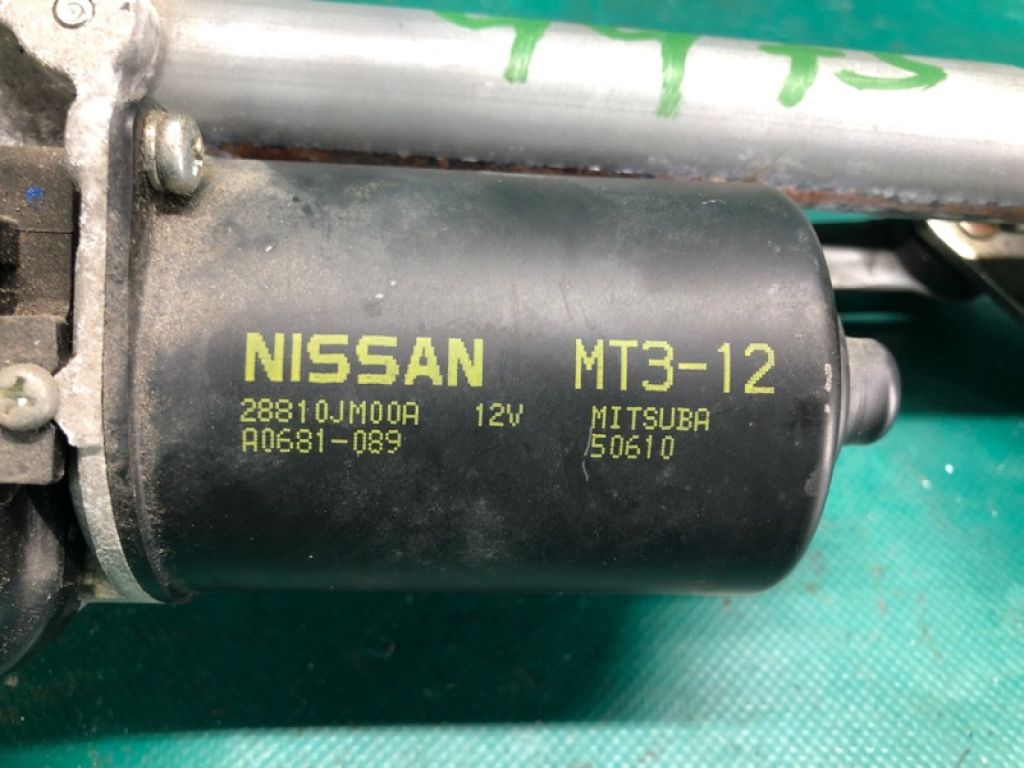 NISSAN MT3-12
28810JM00A 12V MITSUBA
A0681-089 50610